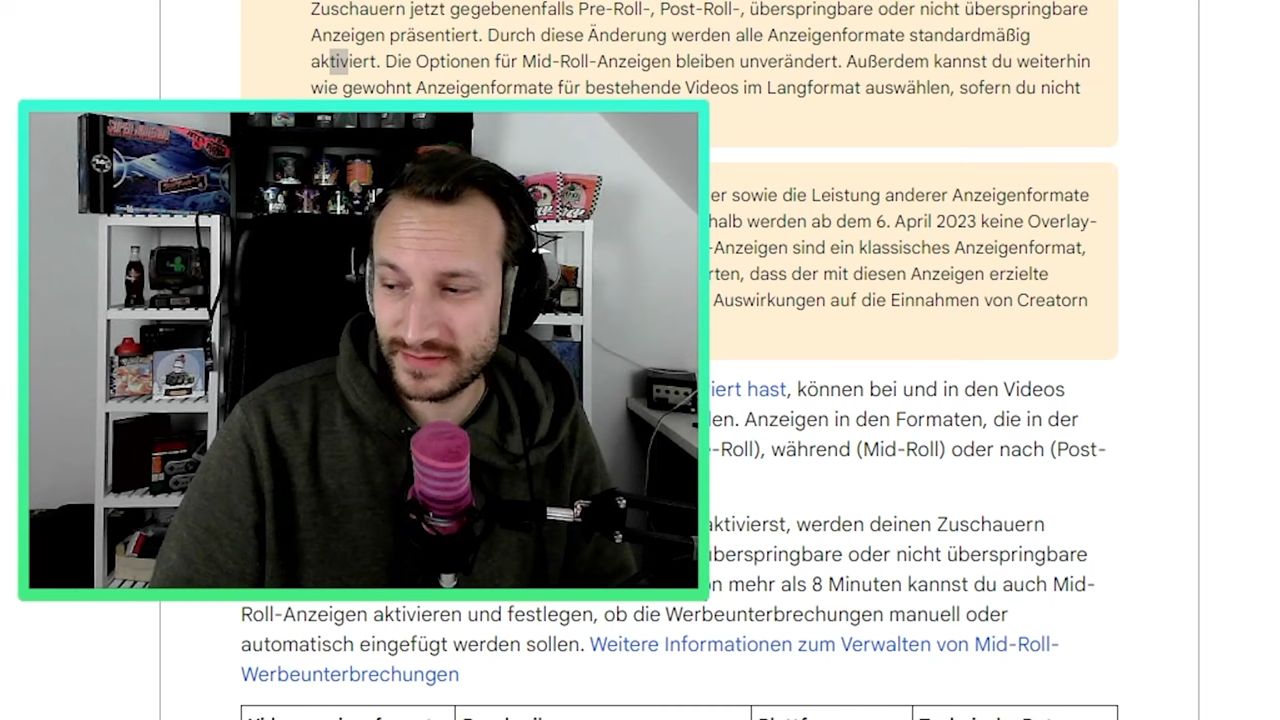 Zuschauern jetzt gegebenenfalls Pre-Roll-, Post-Roll-, überspringbare oder nicht überspringbare
Anzeigen präsentiert. Durch diese Änderung werden alle Anzeigenformate standardmäßig
aktiviert. Die Optionen für Mid-Roll-Anzeigen bleiben unverändert. Außerdem kannst du weiterhin
wie gewohnt Anzeigenformate für bestehende Videos im Langformat auswählen, sofern du nicht
er sowie die Leistung anderer Anzeigenformate
halb werden ab dem 6. April 2023 keine Overlay-
-Anzeigen sind ein klassisches Anzeigenformat,
rten, dass der mit diesen Anzeigen erzielte
Auswirkungen auf die Einnahmen von Creatorn
iert hast, können bei und in den Videos
en. Anzeigen in den Formaten, die in der
-Roll), während (Mid-Roll) oder nach (Post-
aktivierst, werden deinen Zuschauern
überspringbare oder nicht überspringbare
on mehr als 8 Minuten kannst du auch Mid-
Roll-Anzeigen aktivieren und festlegen, ob die Werbeunterbrechungen manuell oder
automatisch eingefügt werden sollen. Weitere Informationen zum Verwalten von Mid-Roll-
Werbeunterbrechungen